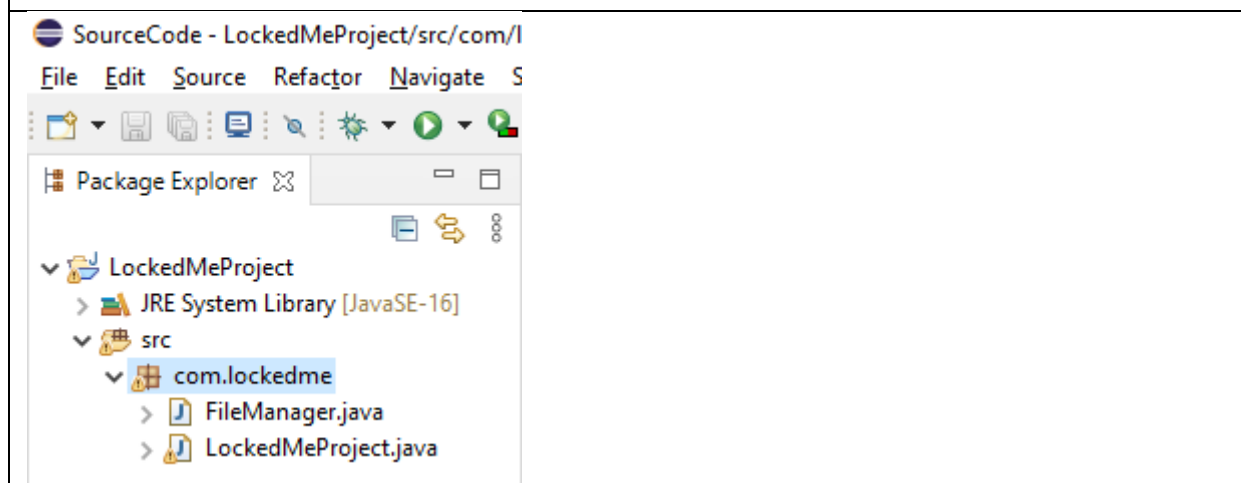 SourceCode - LockedMeProject/src/com/l
File Edit Source Refactor Navigate S
Package Explorer
LockedMeProject
JRE System Library [JavaSE-16]
src
com.lockedme
FileManager.java
LockedMeProject.java